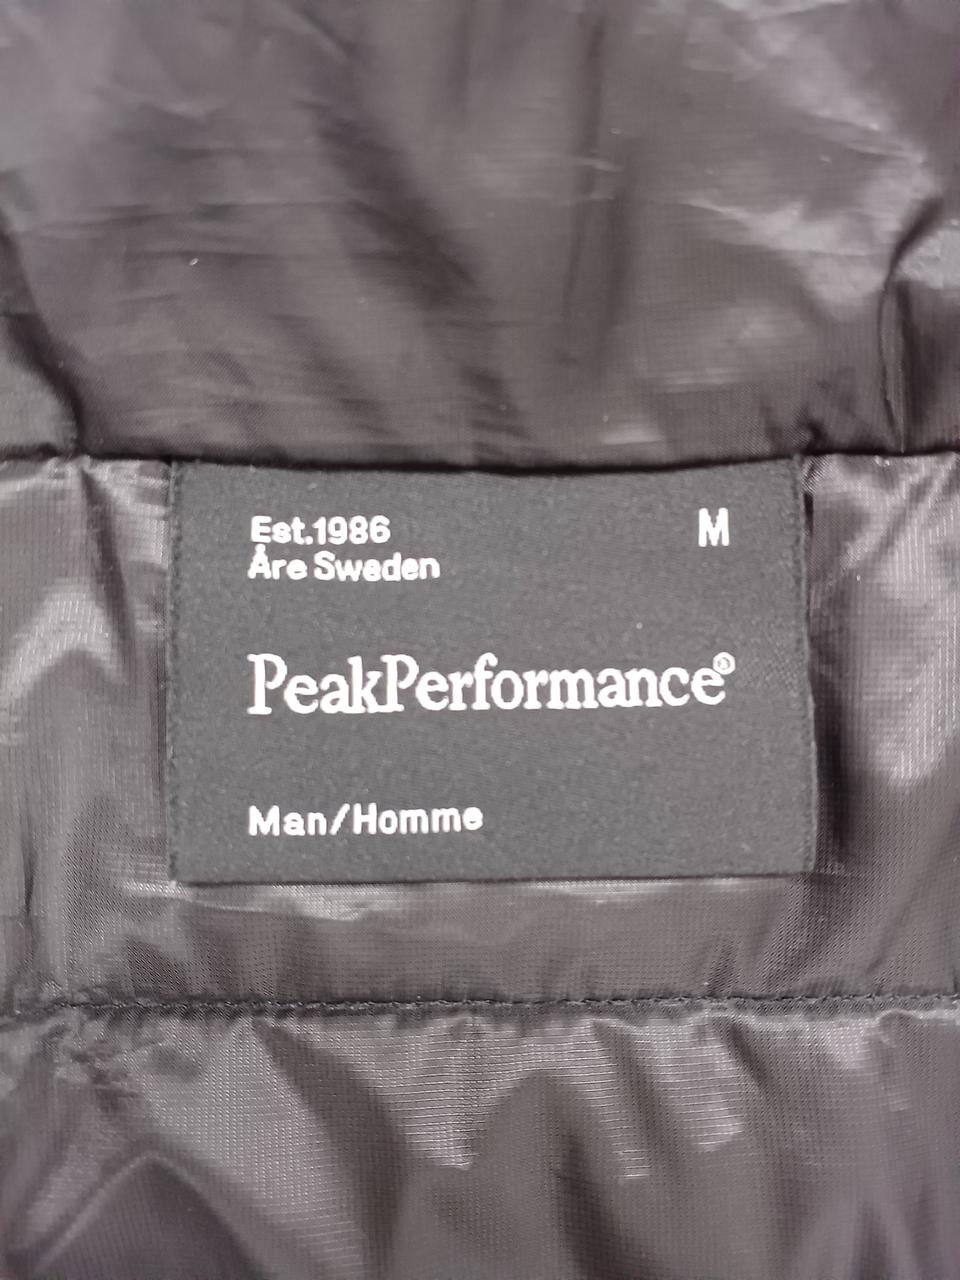 Est.1986
M
Åre Sweden
PeakPerformance®
Man/Homme